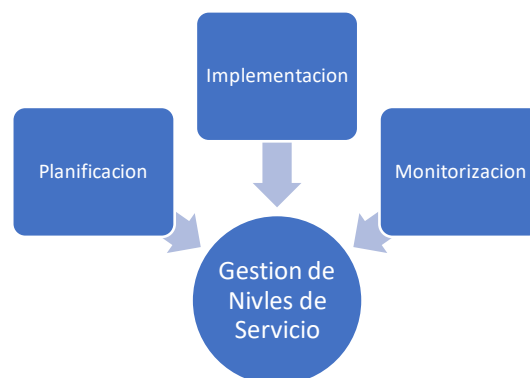 Implementacion
Planificacion
Monitorizacion
Gestion de
Nivles de
Servicio